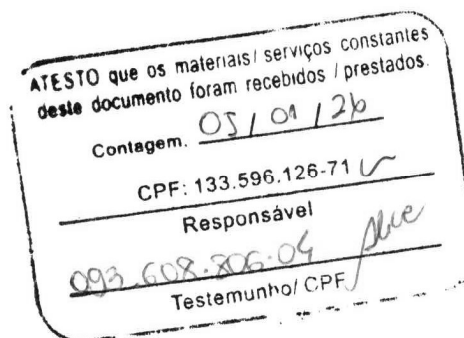 ATESTO que os materiais/ serviços constantes
deste documento foram recebidos / prestados.
Contagem. 05 / 01 / 26
CPF: 133.596.126-71
Responsável
093.608.806-04 Alice
Testemunho/ CPF